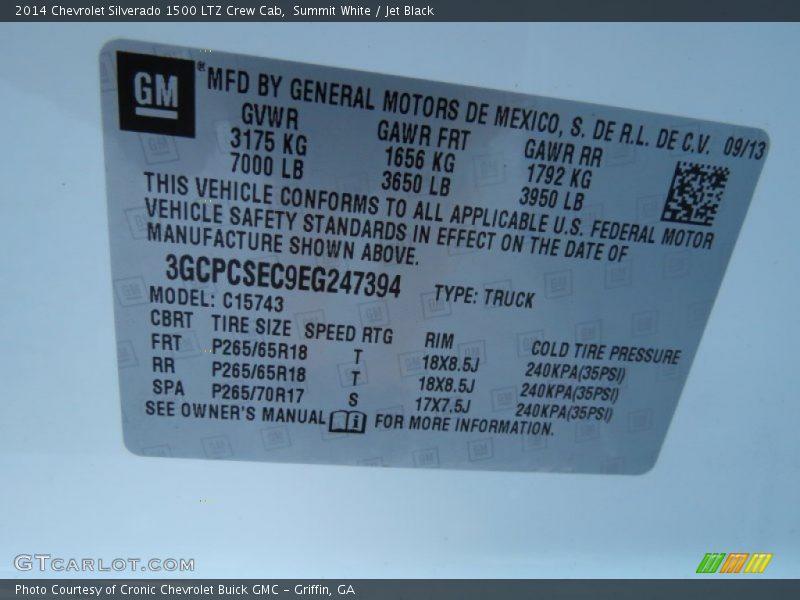 2014 Chevrolet Silverado 1500 LTZ Crew Cab,  Summit White / Jet Black
GM
® MFD BY GENERAL MOTORS DE MEXICO, S. DE R.L. DE C.V. 09/13
GVWR GAWR FRT GAWR RR
3175 KG 1656 KG 1792 KG
7000 LB 3650 LB 3950 LB
THIS VEHICLE CONFORMS TO ALL APPLICABLE U.S. FEDERAL MOTOR
VEHICLE SAFETY STANDARDS IN EFFECT ON THE DATE OF
MANUFACTURE SHOWN ABOVE.
3GCPCSEC9EG247394 TYPE: TRUCK
MODEL: C15743
CBRT TIRE SIZE SPEED RTG RIM COLD TIRE PRESSURE
FRT P265/65R18 T 18X8.5J 240KPA(35PSI)
RR P265/65R18 T 18X8.5J 240KPA(35PSI)
SPA P265/70R17 S 17X7.5J 240KPA(35PSI)
SEE OWNER'S MANUAL i FOR MORE INFORMATION.
GTCARLOT.COM
Photo Courtesy of Cronic Chevrolet Buick GMC - Griffin, GA